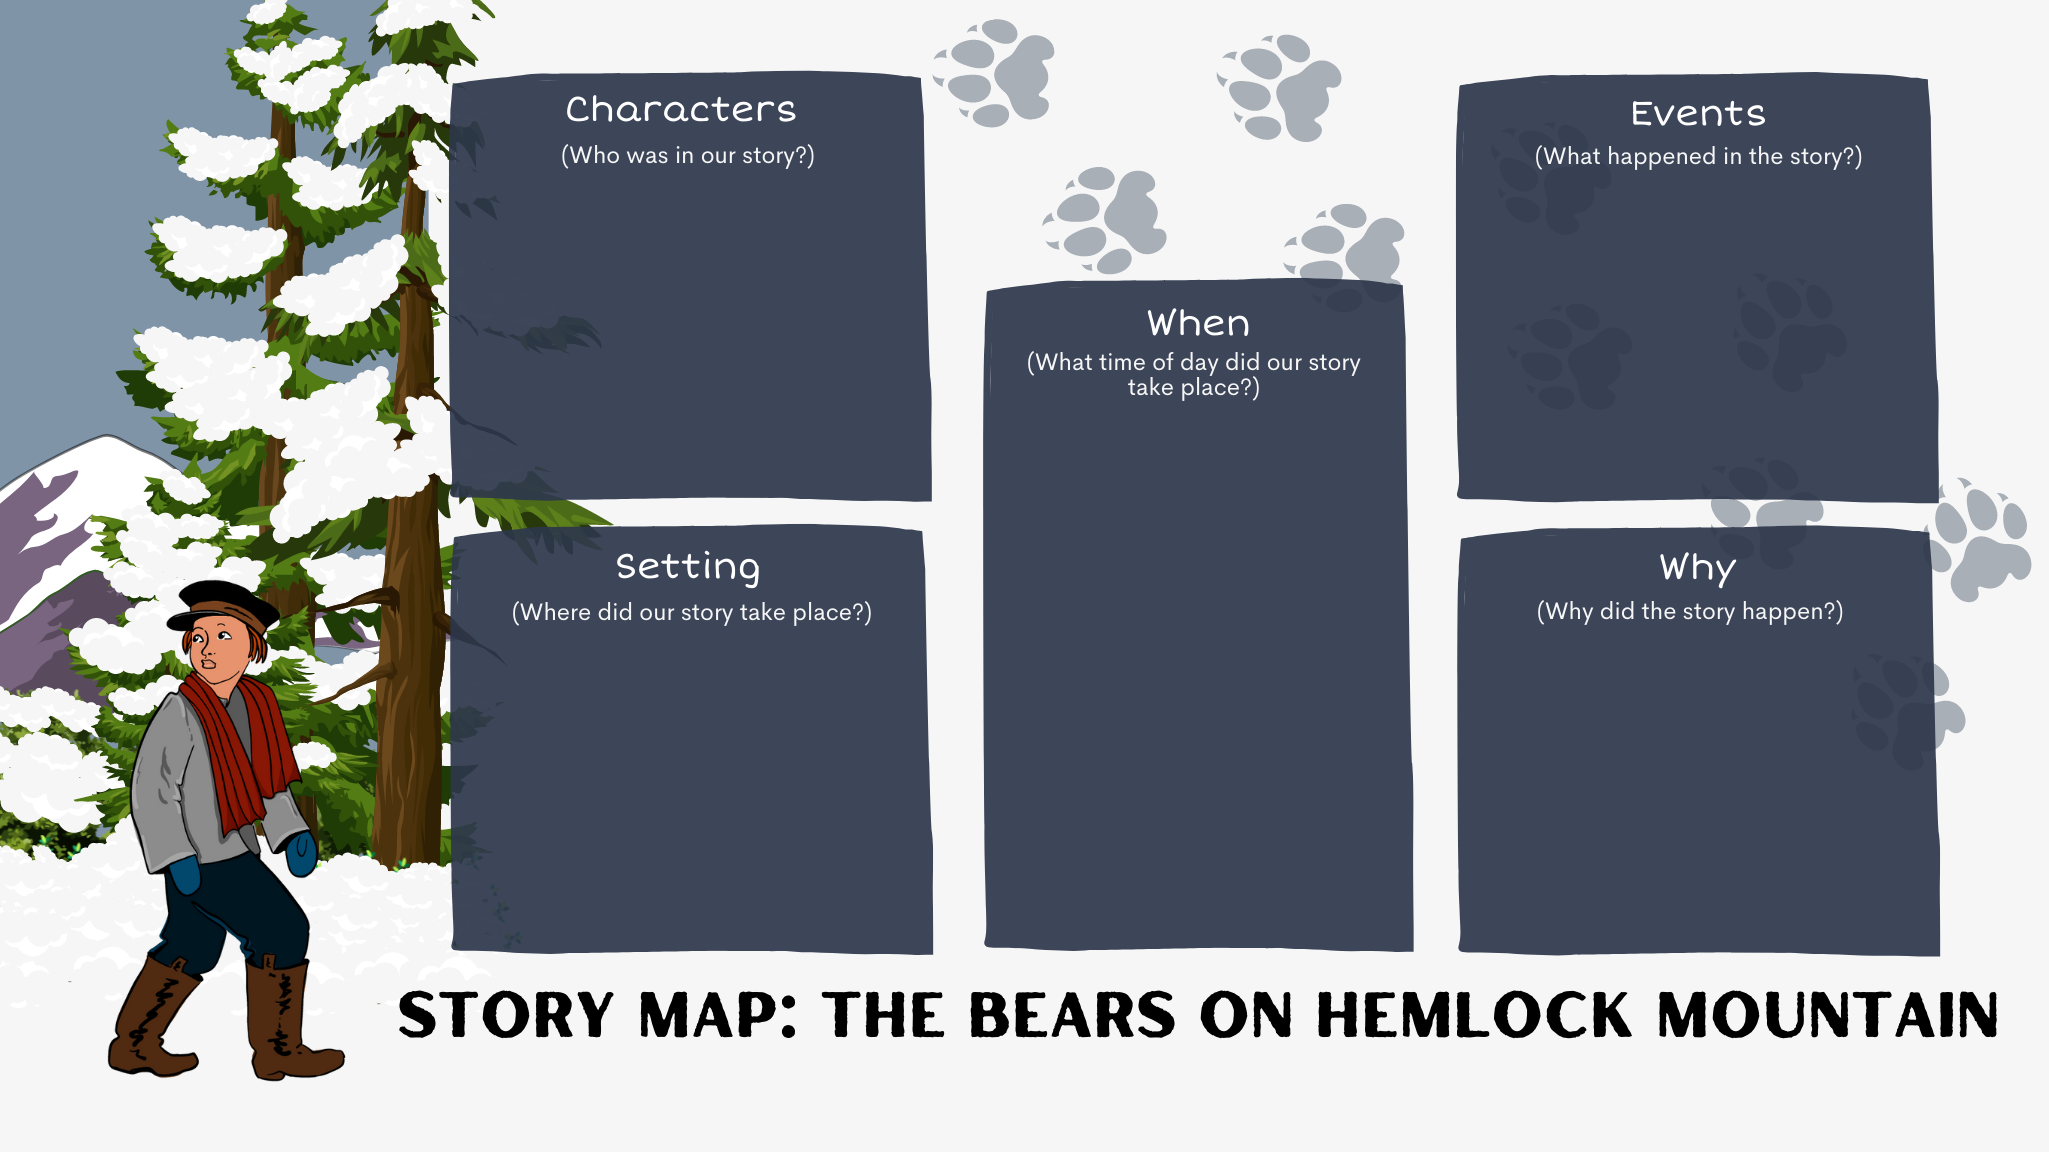 Characters
(Who was in our story?)
Setting
(Where did our story take place?)
When
(What time of day did our story
take place?)
Events
(What happened in the story?)
Why
(Why did the story happen?)
STORY MAP: THE BEARS ON HEMLOCK MOUNTAIN